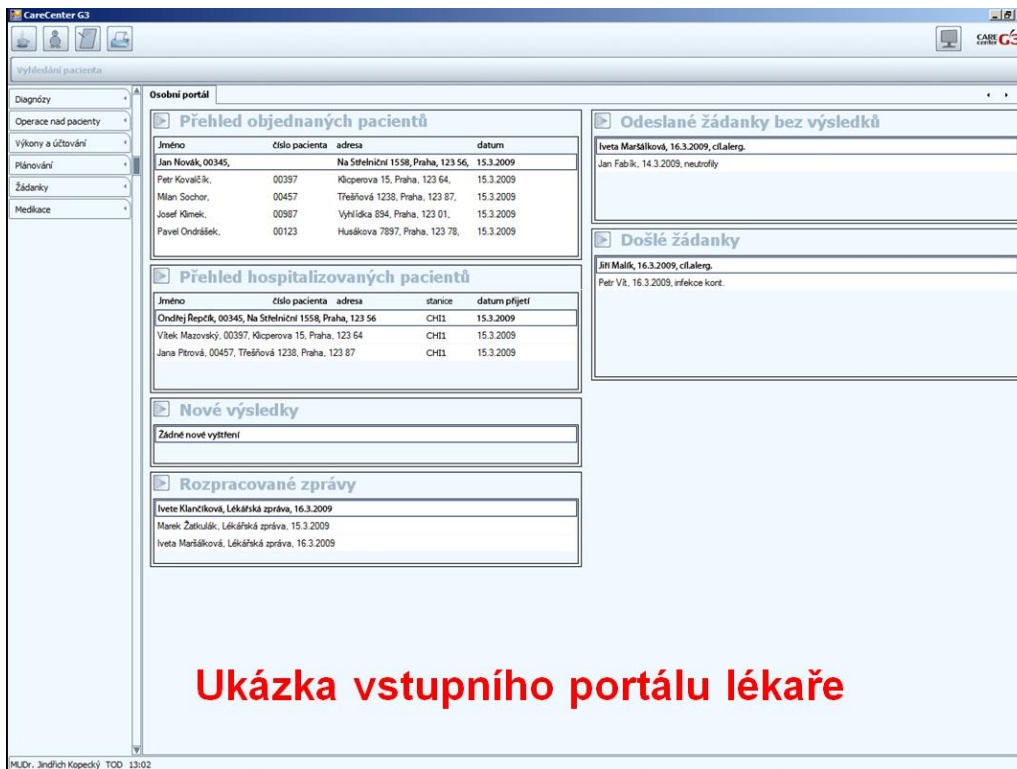 CareCenter G3
CARE center G3
Vyhledání pacienta
Diagnózy
Operace nad pacienty
Výkony a účtování
Plánování
Žádanky
Medikace
Osobní portál
Přehled objednaných pacientů
Jméno číslo pacienta adresa datum
Jan Novák, 00345, Na Střelniční 1558, Praha, 123 56, 15.3.2009
Petr Kovalčík, 00397 Klicperova 15, Praha, 123 64, 15.3.2009
Milan Sochor, 00457 Třešňová 1238, Praha, 123 87, 15.3.2009
Josef Klimek, 00987 Vyhlídka 894, Praha, 123 01, 15.3.2009
Pavel Ondrášek, 00123 Husákova 7897, Praha, 123 78, 15.3.2009
Přehled hospitalizovaných pacientů
Jméno číslo pacienta adresa stanice datum přijetí
Ondřej Řepčík, 00345, Na Střelniční 1558, Praha, 123 56 CHI1 15.3.2009
Vítek Mazovský, 00397, Klicperova 15, Praha, 123 64 CHI1 15.3.2009
Jana Pitrová, 00457, Třešňová 1238, Praha, 123 87 CHI1 15.3.2009
Nové výsledky
Žádné nové vyštření
Rozpracované zprávy
Ivete Klančíková, Lékářská zpráva, 16.3.2009
Marek Žatkulák, Lékářská zpráva, 15.3.2009
Iveta Maršálková, Lékářská zpráva, 16.3.2009
Odeslané žádanky bez výsledků
Iveta Maršálková, 16.3.2009, cíl.alerg.
Jan Fabík, 14.3.2009, neutrofily
Došlé žádanky
Jiří Malík, 16.3.2009, cíl.alerg.
Petr Vít, 16.3.2009, infekce kont.
Ukázka vstupního portálu lékaře
MUDr. Jindřich Kopecký TOD 13:02